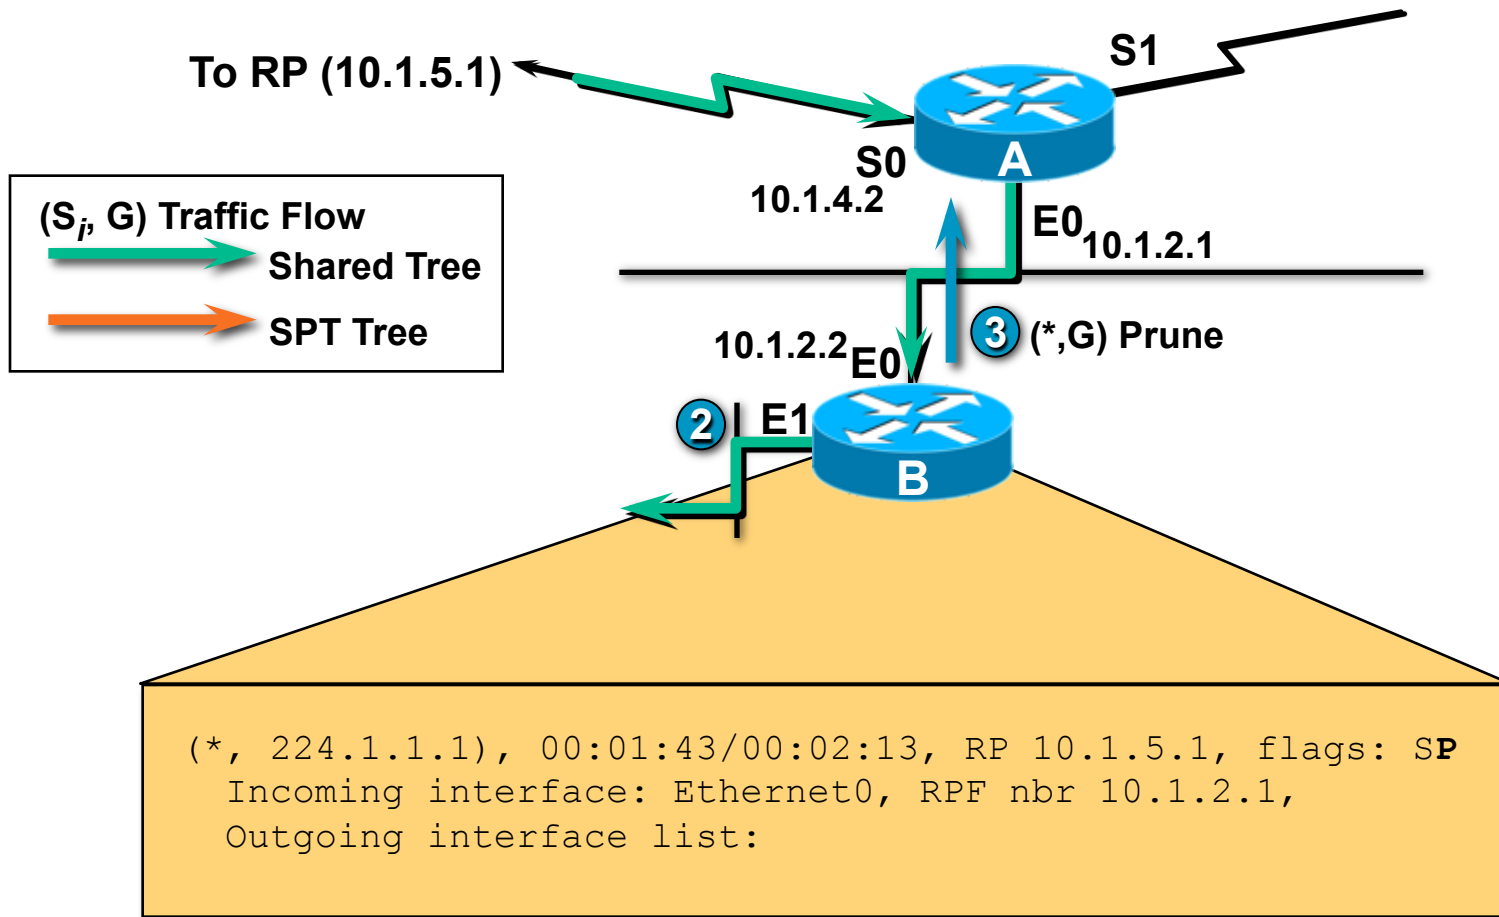 To RP (10.1.5.1)
S1
A
S0
10.1.4.2
E0
10.1.2.1
(Si, G) Traffic Flow
Shared Tree
SPT Tree
3 (*,G) Prune
10.1.2.2
E0
2
E1
B
(*, 224.1.1.1), 00:01:43/00:02:13, RP 10.1.5.1, flags: SP
Incoming interface: Ethernet0, RPF nbr 10.1.2.1,
Outgoing interface list: